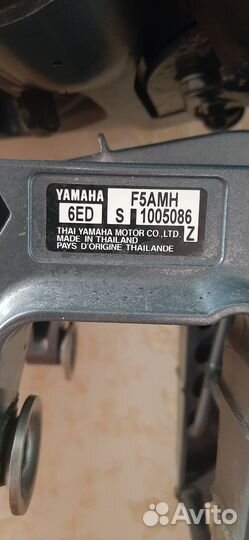 YAMAHA F5AMH
6ED S 1005086 Z
THAI YAMAHA MOTOR CO.,LTD.
MADE IN THAILAND
PAYS D'ORIGINE THAILANDE
Avito